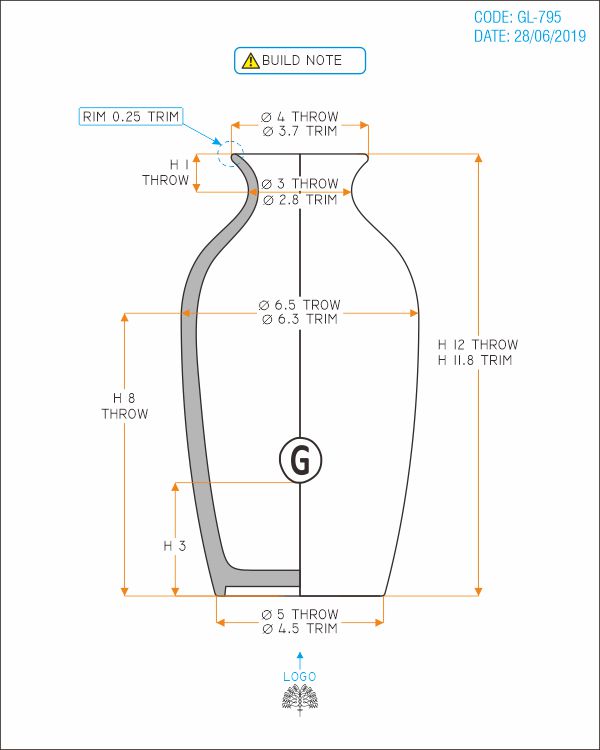 CODE: GL-795
DATE: 28/06/2019
BUILD NOTE
RIM 0.25 TRIM
Ø 4 THROW
Ø 3.7 TRIM
H 1
THROW
Ø 3 THROW
Ø 2.8 TRIM
Ø 6.5 TROW
Ø 6.3 TRIM
H 12 THROW
H 11.8 TRIM
H 8
THROW
G
H 3
Ø 5 THROW
Ø 4.5 TRIM
LOGO